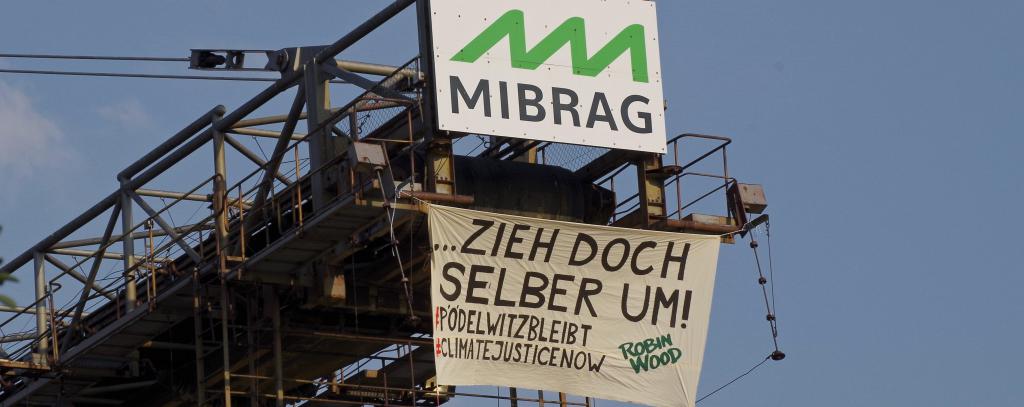 MIBRAG
...ZIEH DOCH
SELBER UM!
#PÖDELWITZBLEIBT
#CLIMATEJUSTICENOW
ROBIN
WOOD